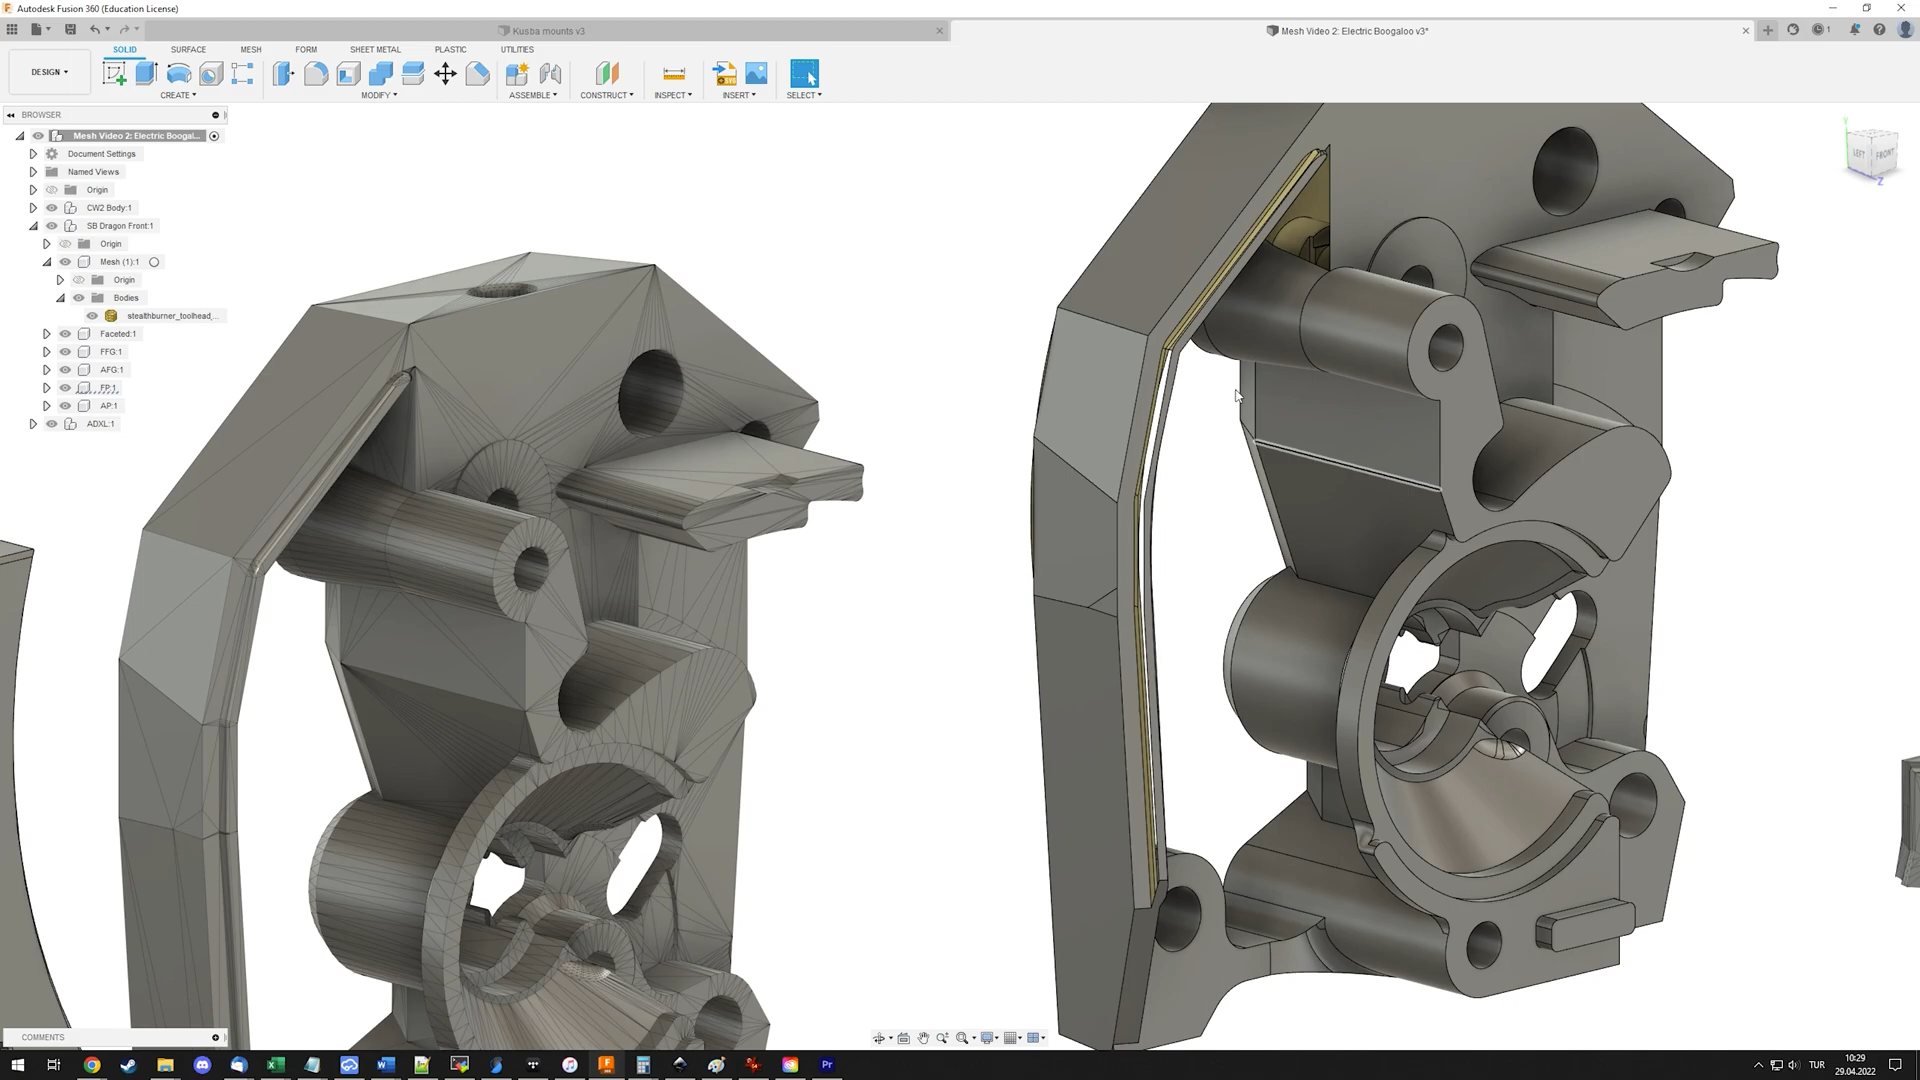 Autodesk Fusion 360 (Education License)
Kusba mounts v3
Mesh Video 2: Electric Boogaloo v3*
1
DESIGN
SOLID
SURFACE
MESH
FORM
SHEET METAL
PLASTIC
UTILITIES
CREATE
MODIFY
ASSEMBLE
CONSTRUCT
INSPECT
INSERT
SELECT
BROWSER
Mesh Video 2: Electric Boogal...
Document Settings
Named Views
Origin
CW2 Body:1
SB Dragon Front:1
Origin
Mesh (1):1
Origin
Bodies
stealthburner_toolhead_...
Faceted:1
FFG:1
AFG:1
FP:1
AP:1
ADXL:1
Y
LEFT
FRONT
Z
COMMENTS
TUR
10:29
29.04.2022